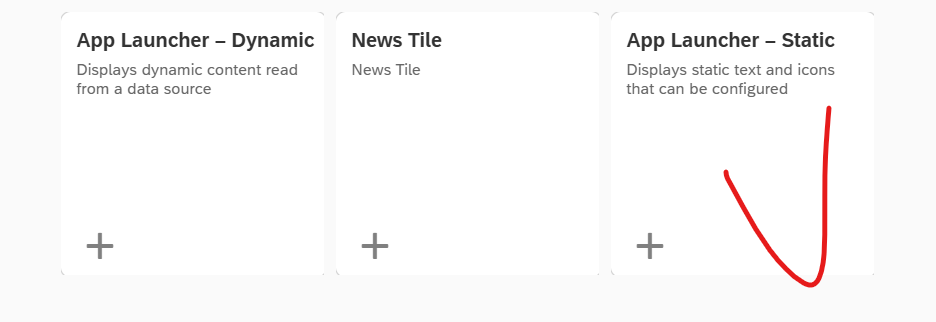 App Launcher – Dynamic
Displays dynamic content read
from a data source
News Tile
News Tile
App Launcher – Static
Displays static text and icons
that can be configured